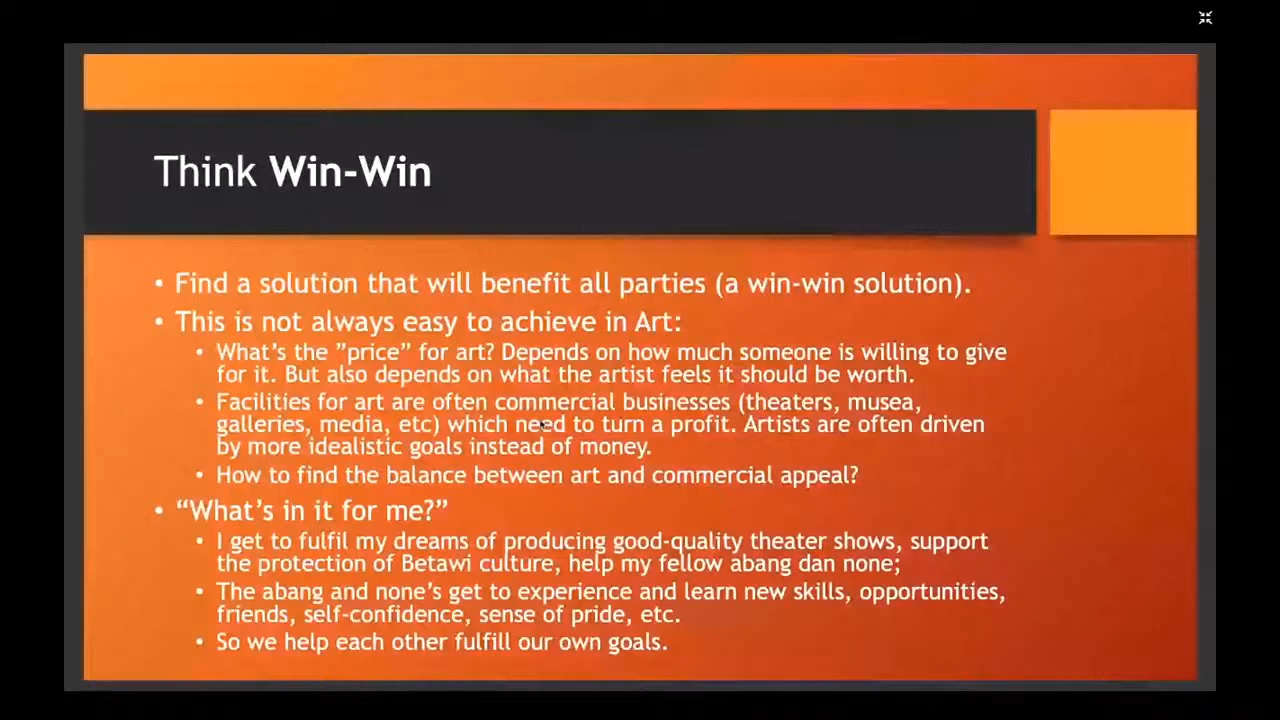 Think Win-Win
• Find a solution that will benefit all parties (a win-win solution).
• This is not always easy to achieve in Art:
• What's the ”price” for art? Depends on how much someone is willing to give
for it. But also depends on what the artist feels it should be worth.
• Facilities for art are often commercial businesses (theaters, musea,
galleries, media, etc) which need to turn a profit. Artists are often driven
by more idealistic goals instead of money.
• How to find the balance between art and commercial appeal?
• “What’s in it for me?”
• I get to fulfil my dreams of producing good-quality theater shows, support
the protection of Betawi culture, help my fellow abang dan none;
• The abang and none’s get to experience and learn new skills, opportunities,
friends, self-confidence, sense of pride, etc.
• So we help each other fulfill our own goals.